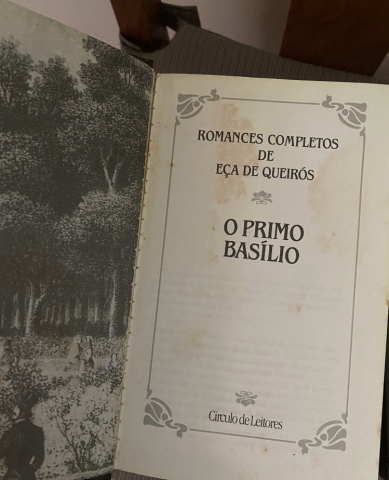 ROMANCES COMPLETOS
DE
EÇA DE QUEIRÓS
O PRIMO
BASÍLIO
Círculo de Leitores